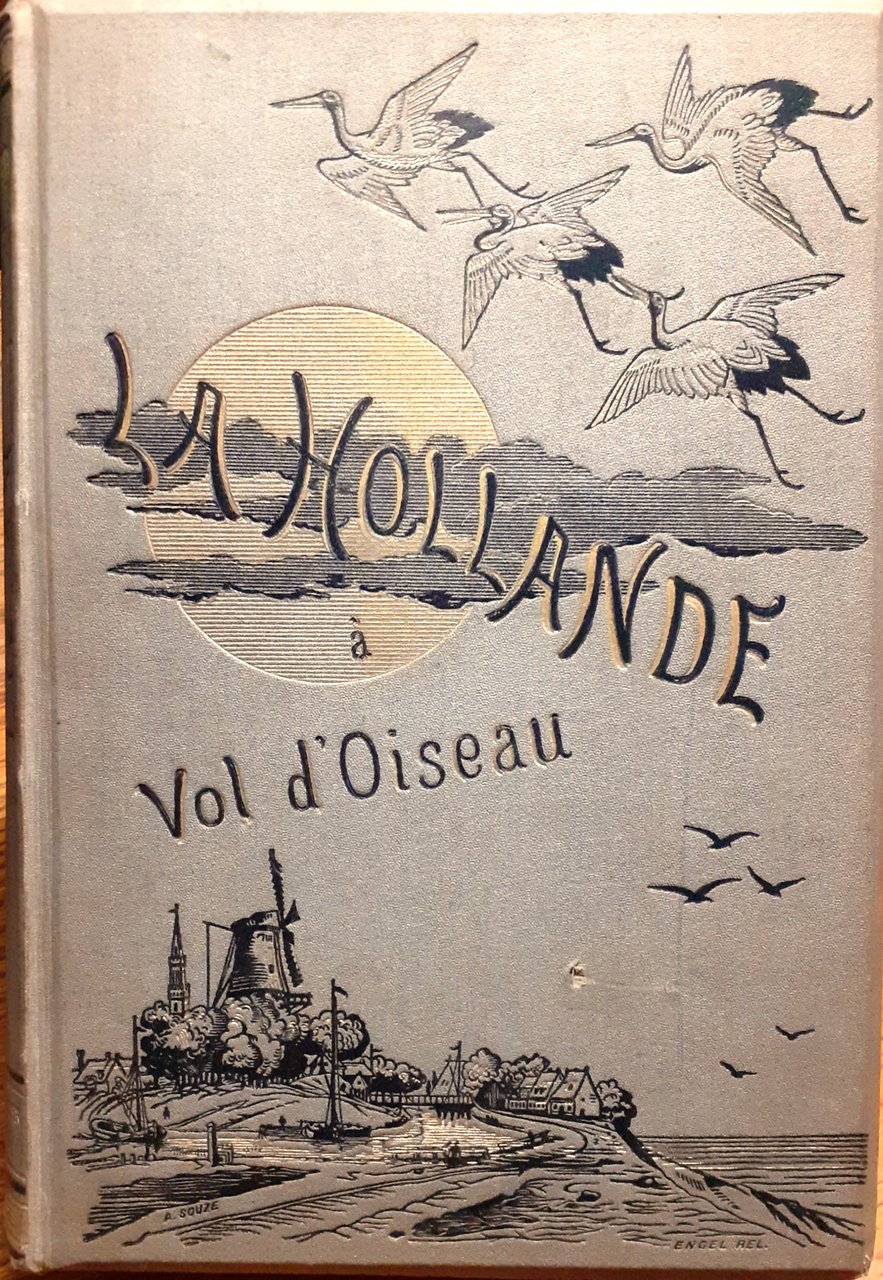 LA HOLLANDE
à
Vol d'Oiseau
A. SOUZE
ENGEL REL.